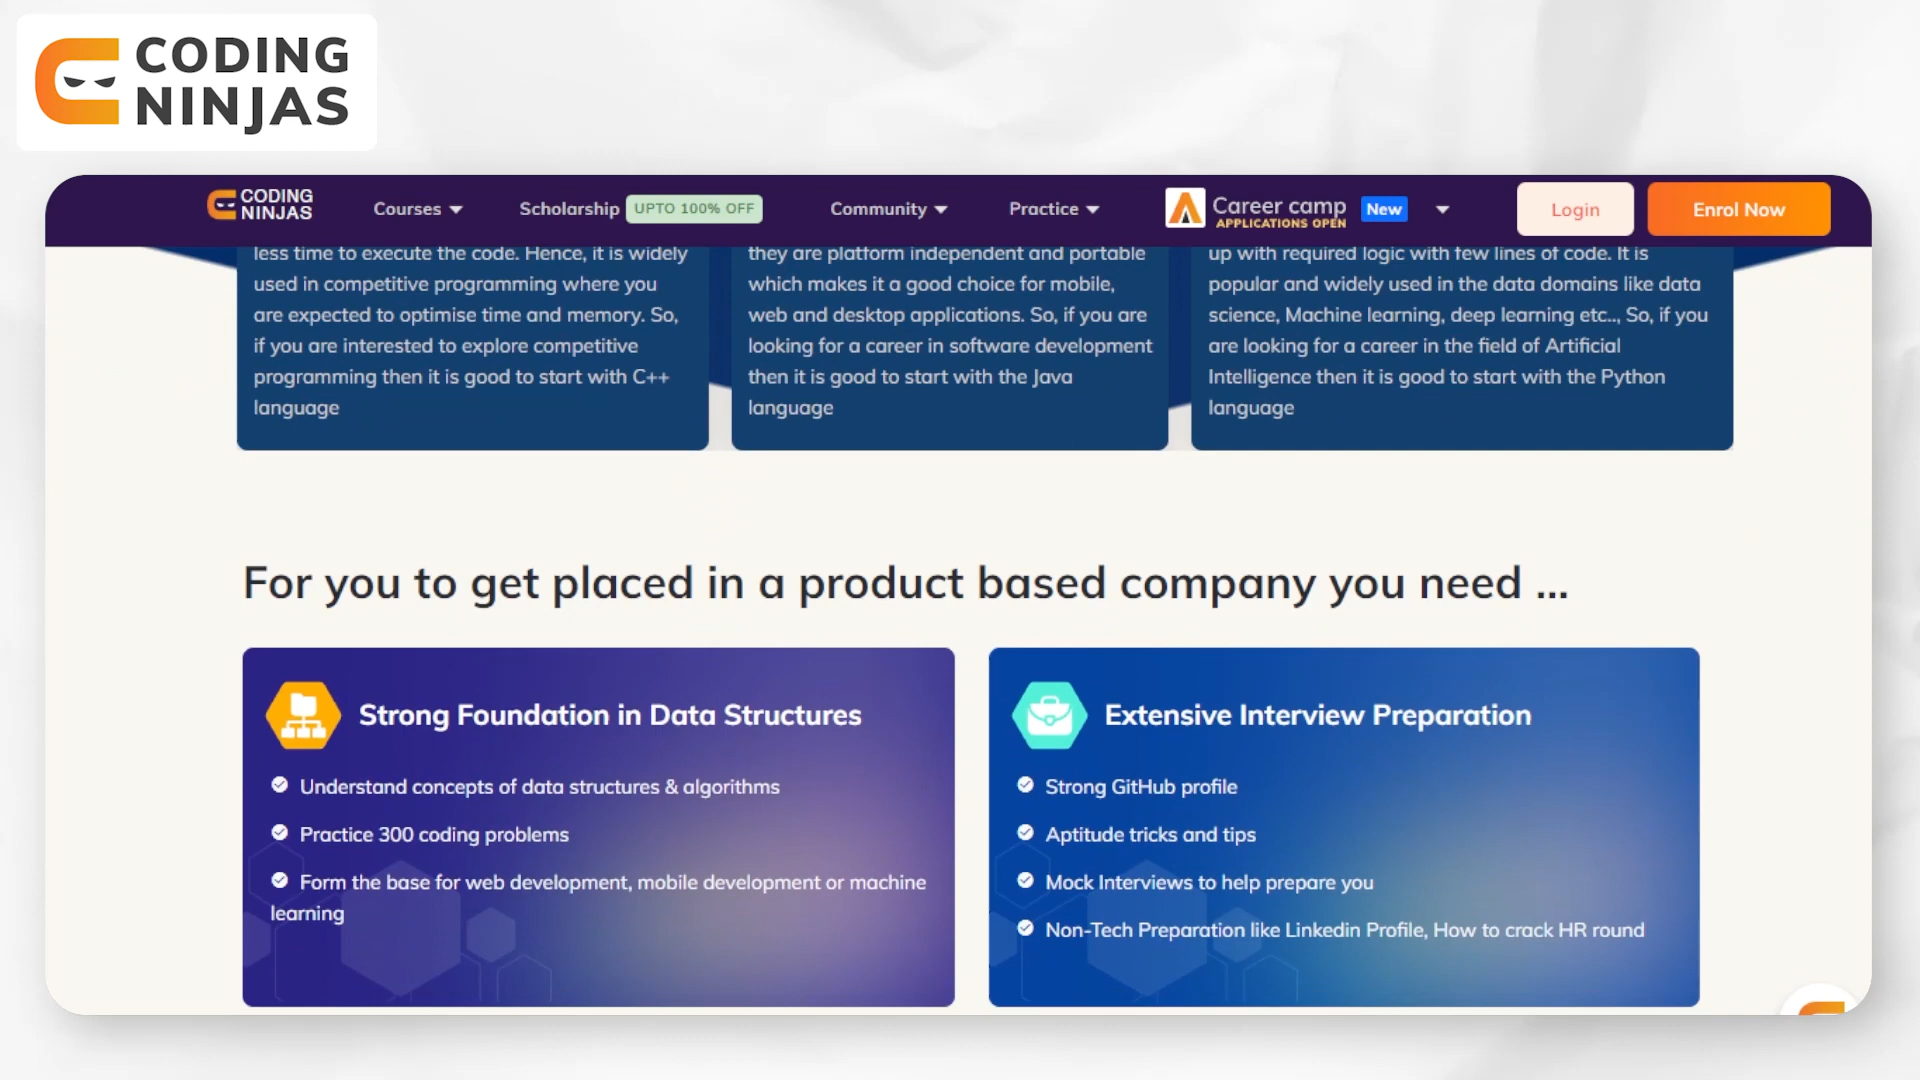 CODING
NINJAS
CODING
NINJAS
Courses
Scholarship UPTO 100% OFF
Community
Practice
Career camp
APPLICATIONS OPEN
New
Login
Enrol Now
less time to execute the code. Hence, it is widely
used in competitive programming where you
are expected to optimise time and memory. So,
if you are interested to explore competitive
programming then it is good to start with C++
language
they are platform independent and portable
which makes it a good choice for mobile,
web and desktop applications. So, if you are
looking for a career in software development
then it is good to start with the Java
language
up with required logic with few lines of code. It is
popular and widely used in the data domains like data
science, Machine learning, deep learning etc.., So, if you
are looking for a career in the field of Artificial
Intelligence then it is good to start with the Python
language
For you to get placed in a product based company you need ...
Strong Foundation in Data Structures
Understand concepts of data structures & algorithms
Practice 300 coding problems
Form the base for web development, mobile development or machine
learning
Extensive Interview Preparation
Strong GitHub profile
Aptitude tricks and tips
Mock Interviews to help prepare you
Non-Tech Preparation like Linkedin Profile, How to crack HR round